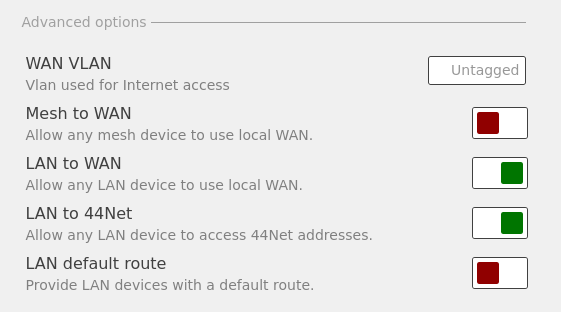 Advanced options
WAN VLAN
Untagged
Vlan used for Internet access
Mesh to WAN
Allow any mesh device to use local WAN.
LAN to WAN
Allow any LAN device to use local WAN.
LAN to 44Net
Allow any LAN device to access 44Net addresses.
LAN default route
Provide LAN devices with a default route.